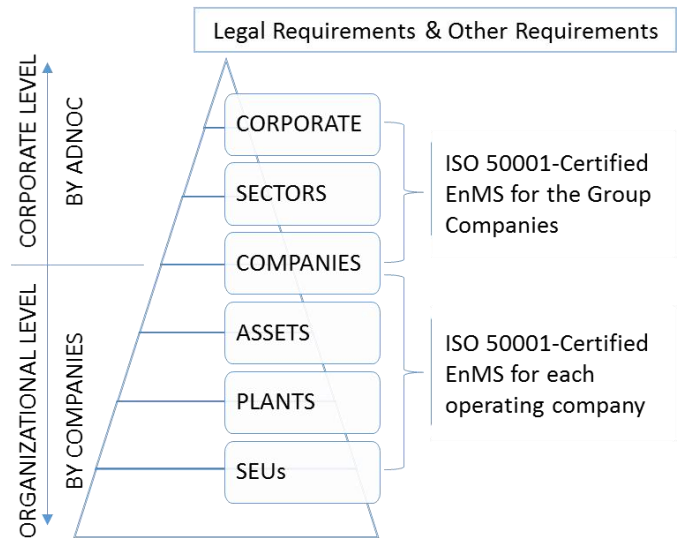 Legal Requirements & Other Requirements
CORPORATE LEVEL
BY ADNOC
CORPORATE
SECTORS
COMPANIES
ISO 50001-Certified
EnMS for the Group
Companies
ORGANIZATIONAL LEVEL
BY COMPANIES
ASSETS
PLANTS
SEUs
ISO 50001-Certified
EnMS for each
operating company